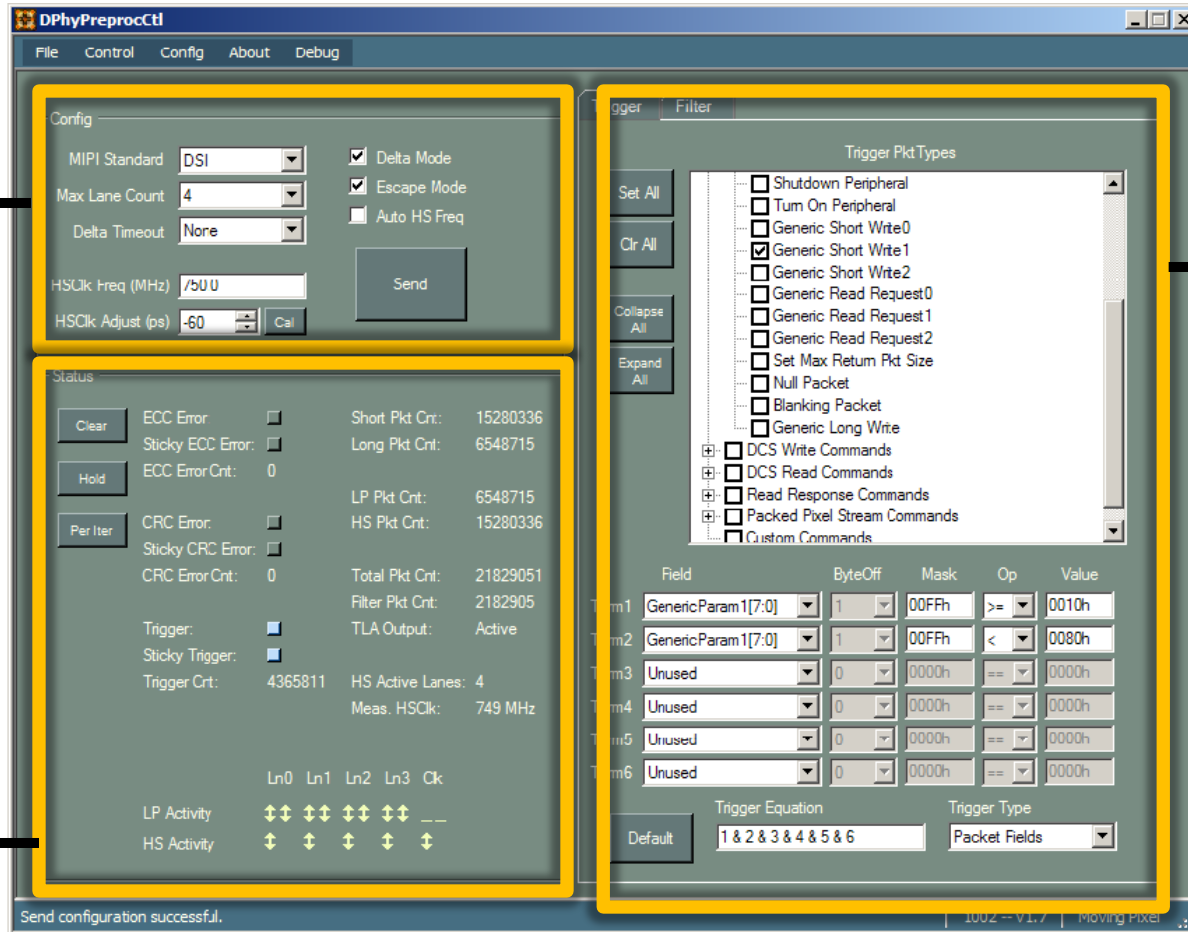 DPhyPreprocCtl
File Control Config About Debug
Config
MIPI Standard DSI
Max Lane Count 4
Delta Timeout None
HSClk Freq (MHz) 750.0
HSClk Adjust (ps) -60 Cal
Delta Mode
Escape Mode
Auto HS Freq
Send
Status
Clear
Hold
Per Iter
ECC Error
Sticky ECC Error:
ECC Error Cnt: 0
CRC Error:
Sticky CRC Error:
CRC Error Cnt: 0
Trigger:
Sticky Trigger:
Trigger Cnt: 4365811
Short Pkt Cnt: 15280336
Long Pkt Cnt: 6548715
LP Pkt Cnt: 6548715
HS Pkt Cnt: 15280336
Total Pkt Cnt: 21829051
Filter Pkt Cnt: 2182905
TLA Output: Active
HS Active Lanes: 4
Meas. HSClk: 749 MHz
Ln0 Ln1 Ln2 Ln3 Clk
LP Activity
HS Activity
Trigger Filter
Trigger PktTypes
Set All
Clr All
Collapse
All
Expand
All
Shutdown Peripheral
Turn On Peripheral
Generic Short Write0
Generic Short Write1
Generic Short Write2
Generic Read Request0
Generic Read Request1
Generic Read Request2
Set Max Return Pkt Size
Null Packet
Blanking Packet
Generic Long Write
DCS Write Commands
DCS Read Commands
Read Response Commands
Packed Pixel Stream Commands
Custom Commands
Field ByteOff Mask Op Value
Term1 GenericParam1[7:0] 1 00FFh >= 0010h
Term2 GenericParam1[7:0] 1 00FFh < 0080h
Term3 Unused 0 0000h == 0000h
Term4 Unused 0 0000h == 0000h
Term5 Unused 0 0000h == 0000h
Term6 Unused 0 0000h == 0000h
Trigger Equation Trigger Type
Default 1 & 2 & 3 & 4 & 5 & 6 Packet Fields
Send configuration successful. 1002 -- V1.7 Moving Pixel